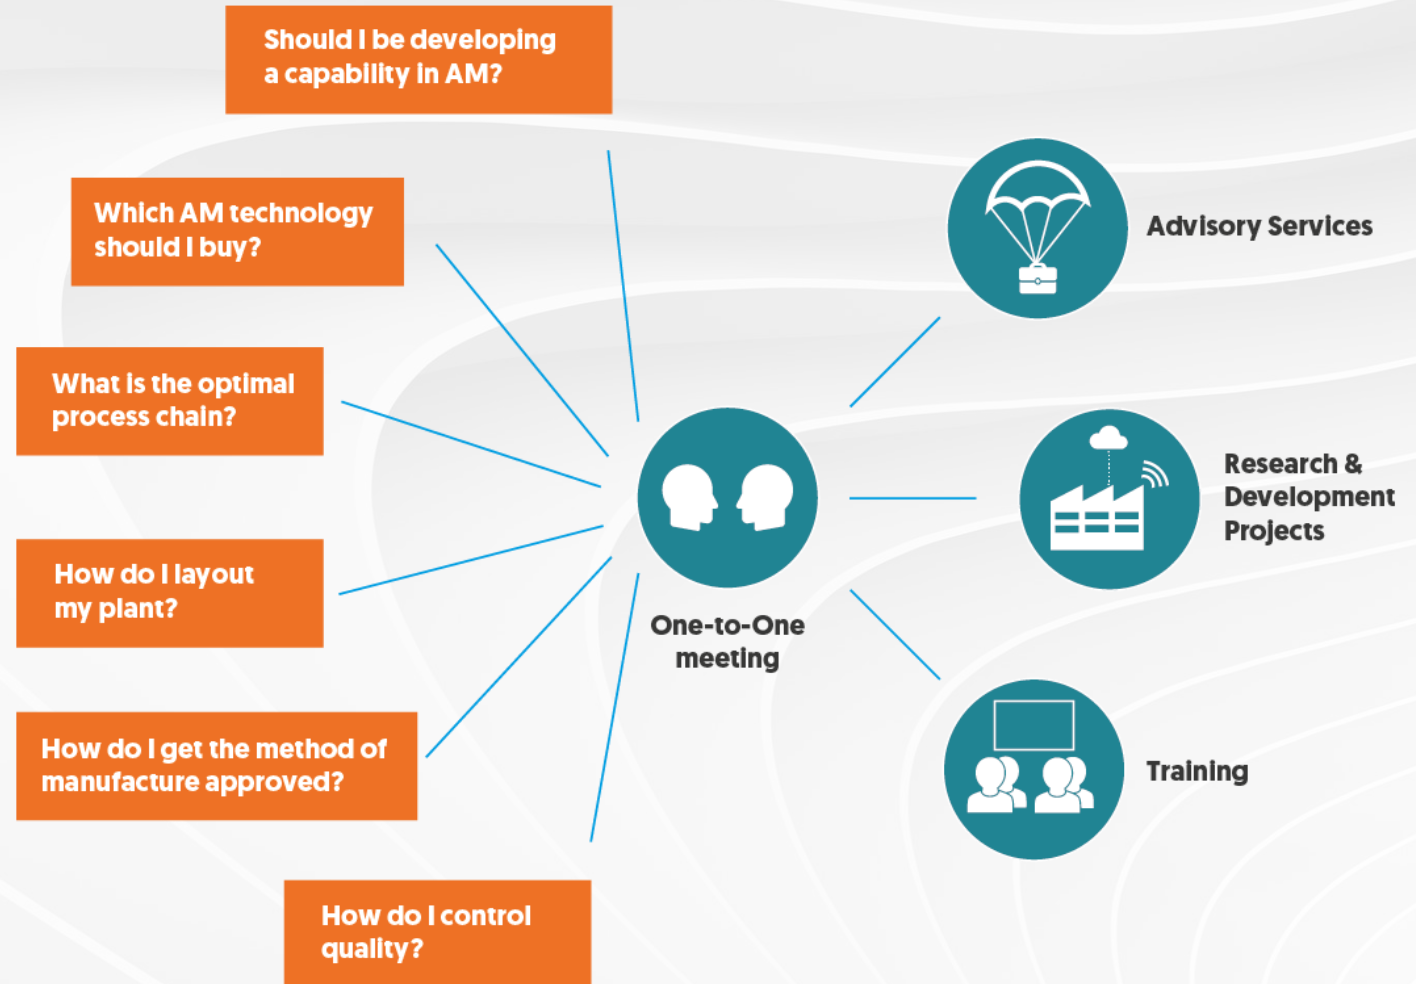 Should I be developing
a capability in AM?
Which AM technology
should I buy?
What is the optimal
process chain?
How do I layout
my plant?
How do I get the method of
manufacture approved?
How do I control
quality?
One-to-One
meeting
Advisory Services
Research &
Development
Projects
Training